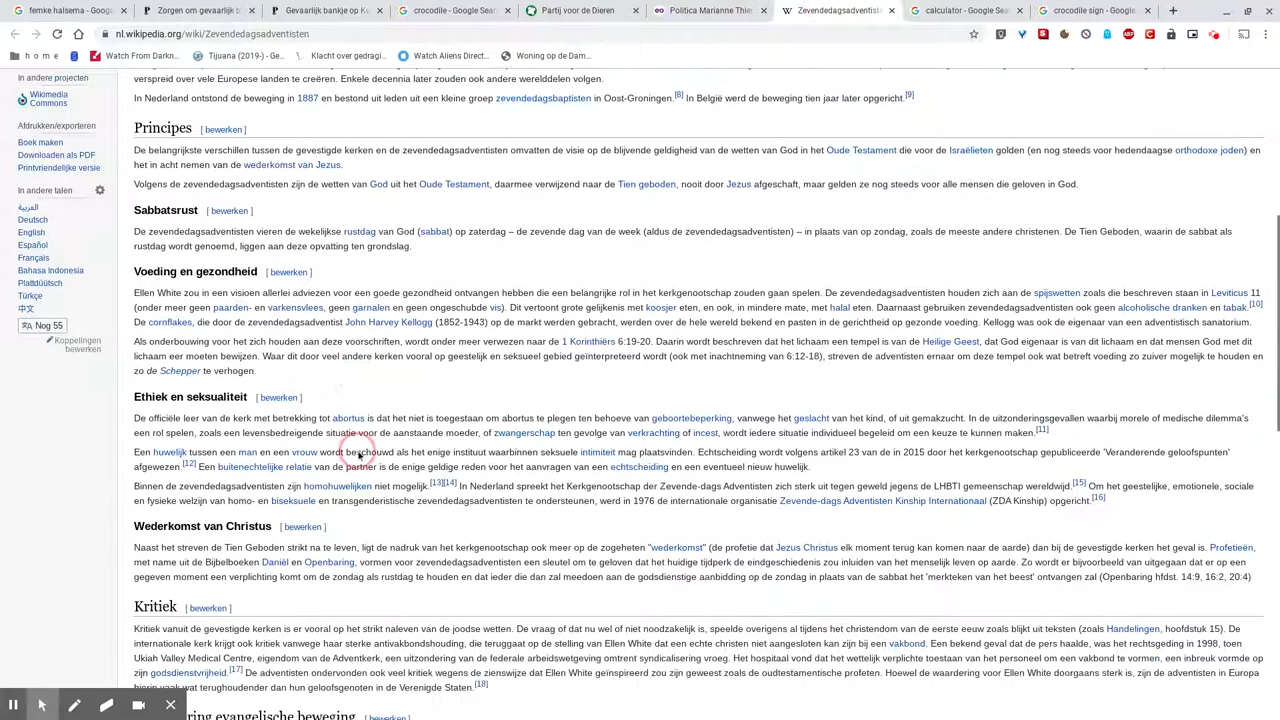 femke halsema - Goo
Zorgen om gevaarlijk b
Gevaarlijk bankje op K
crocodile - Google Sear
Partij voor de Dieren
Politica Marianne Thie
Zevendedagsadventisten
calculator - Google Sea
crocodile sign - Google
nl.wikipedia.org/wiki/Zevendedagsadventisten
h o m e
Watch From Darkn...
Tijuana (2019-) - Ge...
Klacht over gedragi...
Watch Aliens Direct...
Woning op de Dam...
In andere projecten
Wikimedia
Commons
Afdrukken/exporteren
Boek maken
Downloaden als PDF
Printvriendelijke versie
In andere talen
العربية
Deutsch
English
Español
Français
Bahasa Indonesia
Plattdüütsch
Türkçe
中文
Nog 55
Koppelingen
bewerken
verspreid over vele Europese landen te creëren. Enkele decennia later zouden ook andere werelddelen volgen.
In Nederland ontstond de beweging in 1887 en bestond uit leden uit een kleine groep zevendedagsbaptisten in Oost-Groningen.[8] In België werd de beweging tien jaar later opgericht.[9]
Principes [ bewerken ]
De belangrijkste verschillen tussen de gevestigde kerken en de zevendedagsadventisten omvatten de visie op de blijvende geldigheid van de wetten van God in het Oude Testament die voor de Israëlieten golden (en nog steeds voor hedendaagse orthodoxe joden) en
het in acht nemen van de wederkomst van Jezus.
Volgens de zevendedagsadventisten zijn de wetten van God uit het Oude Testament, daarmee verwijzend naar de Tien geboden, nooit door Jezus afgeschaft, maar gelden ze nog steeds voor alle mensen die geloven in God.
Sabbatsrust [ bewerken ]
De zevendedagsadventisten vieren de wekelijkse rustdag van God (sabbat) op zaterdag – de zevende dag van de week (aldus de zevendedagsadventisten) – in plaats van op zondag, zoals de meeste andere christenen. De Tien Geboden, waarin de sabbat als
rustdag wordt genoemd, liggen aan deze opvatting ten grondslag.
Voeding en gezondheid [ bewerken ]
Ellen White zou in een visioen allerlei adviezen voor een goede gezondheid ontvangen hebben die een belangrijke rol in het kerkgenootschap zouden gaan spelen. De zevendedagsadventisten houden zich aan de spijswetten zoals die beschreven staan in Leviticus 11
(onder meer geen paarden- en varkensvlees, geen garnalen en geen ongeschubde vis). Dit vertoont grote gelijkenis met koosjer eten, en ook, in mindere mate, met halal eten. Daarnaast gebruiken zevendedagsadventisten ook geen alcoholische dranken en tabak.[10]
De cornflakes, die door de zevendedagsadventist John Harvey Kellogg (1852-1943) op de markt werden gebracht, werden over de hele wereld bekend en pasten in de gerichtheid op gezonde voeding. Kellogg was ook de eigenaar van een adventistisch sanatorium.
Als onderbouwing voor het zich houden aan deze voorschriften, wordt onder meer verwezen naar de 1 Korinthiërs 6:19-20. Daarin wordt beschreven dat het lichaam een tempel is van de Heilige Geest, dat God eigenaar is van dit lichaam en dat mensen God met dit
lichaam eer moeten bewijzen. Waar dit door veel andere kerken vooral op geestelijk en seksueel gebied geïnterpreteerd wordt (ook met inachtneming van 6:12-18), streven de adventisten ernaar om deze tempel ook wat betreft voeding zo zuiver mogelijk te houden en
zo de Schepper te verhogen.
Ethiek en seksualiteit [ bewerken ]
De officiële leer van de kerk met betrekking tot abortus is dat het niet is toegestaan om abortus te plegen ten behoeve van geboortebeperking, vanwege het geslacht van het kind, of uit gemakzucht. In de uitzonderingsgevallen waarbij morele of medische dilemma's
een rol spelen, zoals een levensbedreigende situatie voor de aanstaande moeder, of zwangerschap ten gevolge van verkrachting of incest, wordt iedere situatie individueel begeleid om een keuze te kunnen maken.[11]
Een huwelijk tussen een man en een vrouw wordt beschouwd als het enige instituut waarbinnen seksuele intimiteit mag plaatsvinden. Echtscheiding wordt volgens artikel 23 van de in 2015 door het kerkgenootschap gepubliceerde 'Veranderende geloofspunten'
afgewezen.[12] Een buitenechtelijke relatie van de partner is de enige geldige reden voor het aanvragen van een echtscheiding en een eventueel nieuw huwelijk.
Binnen de zevendedagsadventisten zijn homohuwelijken niet mogelijk.[13][14] In Nederland spreekt het Kerkgenootschap der Zevende-dags Adventisten zich sterk uit tegen geweld jegens de LHBTI gemeenschap wereldwijd.[15] Om het geestelijke, emotionele, sociale
en fysieke welzijn van homo- en biseksuele en transgenderistische zevendedagsadventisten te ondersteunen, werd in 1976 de internationale organisatie Zevende-dags Adventisten Kinship Internationaal (ZDA Kinship) opgericht.[16]
Wederkomst van Christus [ bewerken ]
Naast het streven de Tien Geboden strikt na te leven, ligt de nadruk van het kerkgenootschap ook meer op de zogeheten "wederkomst" (de profetie dat Jezus Christus elk moment terug kan komen naar de aarde) dan bij de gevestigde kerken het geval is. Profetieën,
met name uit de Bijbelboeken Daniël en Openbaring, vormen voor zevendedagsadventisten een sleutel om te geloven dat het huidige tijdperk de eindgeschiedenis zou inluiden van het menselijk leven op aarde. Zo wordt er bijvoorbeeld van uitgegaan dat er op een
gegeven moment een verplichting komt om de zondag als rustdag te houden en dat ieder die dan zal meedoen aan de godsdienstige aanbidding op de zondag in plaats van de sabbat het 'merkteken van het beest' ontvangen zal (Openbaring hfdst. 14:9, 16:2, 20:4)
Kritiek [ bewerken ]
Kritiek vanuit de gevestigde kerken is er vooral op het strikt naleven van de joodse wetten. De vraag of dat nu wel of niet noodzakelijk is, speelde overigens al tijdens het christendom van de eerste eeuw zoals blijkt uit teksten (zoals Handelingen, hoofdstuk 15). De
internationale kerk krijgt ook kritiek vanwege haar sterke antivakbondshouding, die teruggaat op de stelling van Ellen White dat een echte christen niet aangesloten kan zijn bij een vakbond. Een bekend geval dat de pers haalde, was het rechtsgeding in 1998, toen
Ukiah Valley Medical Centre, eigendom van de Adventkerk, een uitzondering van de federale arbeidswetgeving omtrent syndicalisering vroeg. Het hospitaal vond dat het wettelijk verplichte toestaan van het personeel om een vakbond te vormen, een inbreuk vormde op
zijn godsdienstvrijheid.[17] De adventisten ondervonden ook veel kritiek wegens de zienswijze dat Ellen White geïnspireerd zou zijn geweest zoals de oudtestamentische profeten. Hoewel de waardering voor Ellen White doorgaans sterk is, zijn de adventisten in Europa
hierin vaak wat terughoudender dan hun geloofsgenoten in de Verenigde Staten.[18]
ring evangelische beweging [ bewerken ]